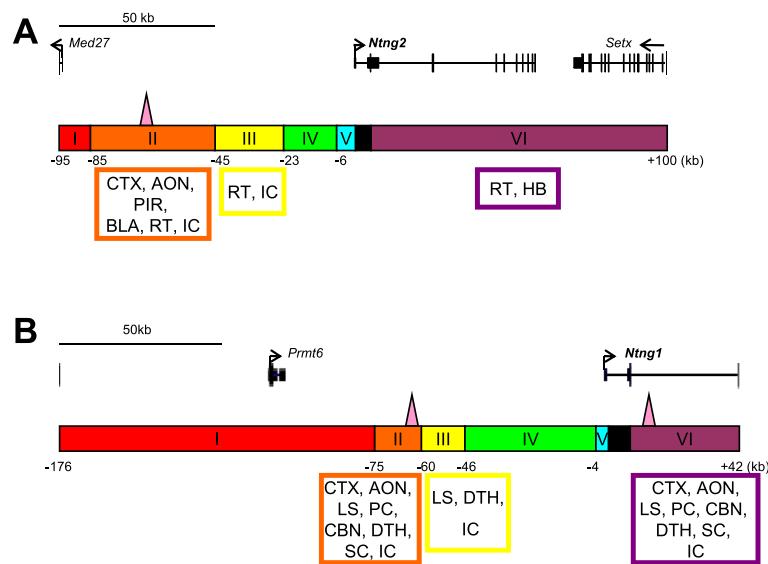 A
50 kb
Med27
Ntng2
Setx
I II III IV V VI
-95 -85 -45 -23 -6 +100 (kb)
CTX, AON,
PIR,
BLA, RT, IC
RT, IC
RT, HB
B
50kb
Prmt6
Ntng1
I II III IV V VI
-176 -75 -60 -46 -4 +42 (kb)
CTX, AON,
LS, PC,
CBN, DTH,
SC, IC
LS, DTH,
IC
CTX, AON,
LS, PC, CBN,
DTH, SC,
IC